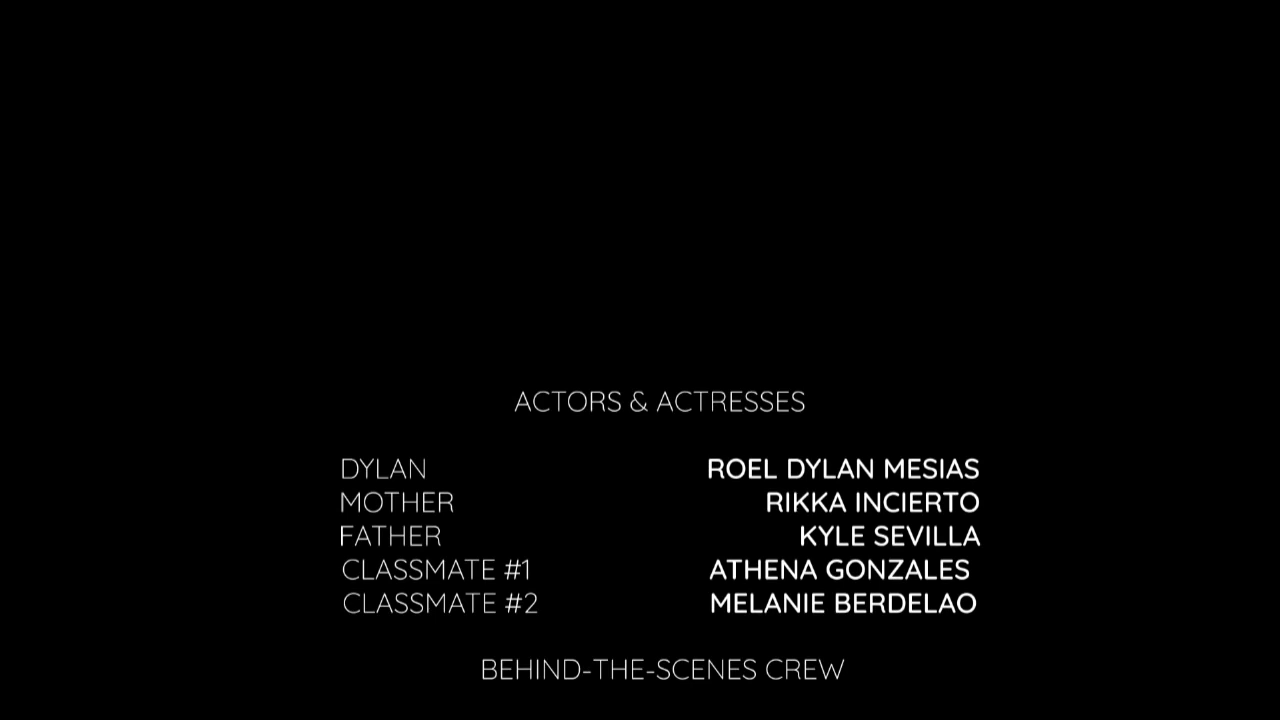 ACTORS & ACTRESSES
DYLAN ROEL DYLAN MESIAS
MOTHER RIKKA INCIERTO
FATHER KYLE SEVILLA
CLASSMATE #1 ATHENA GONZALES
CLASSMATE #2 MELANIE BERDELAO
BEHIND-THE-SCENES CREW